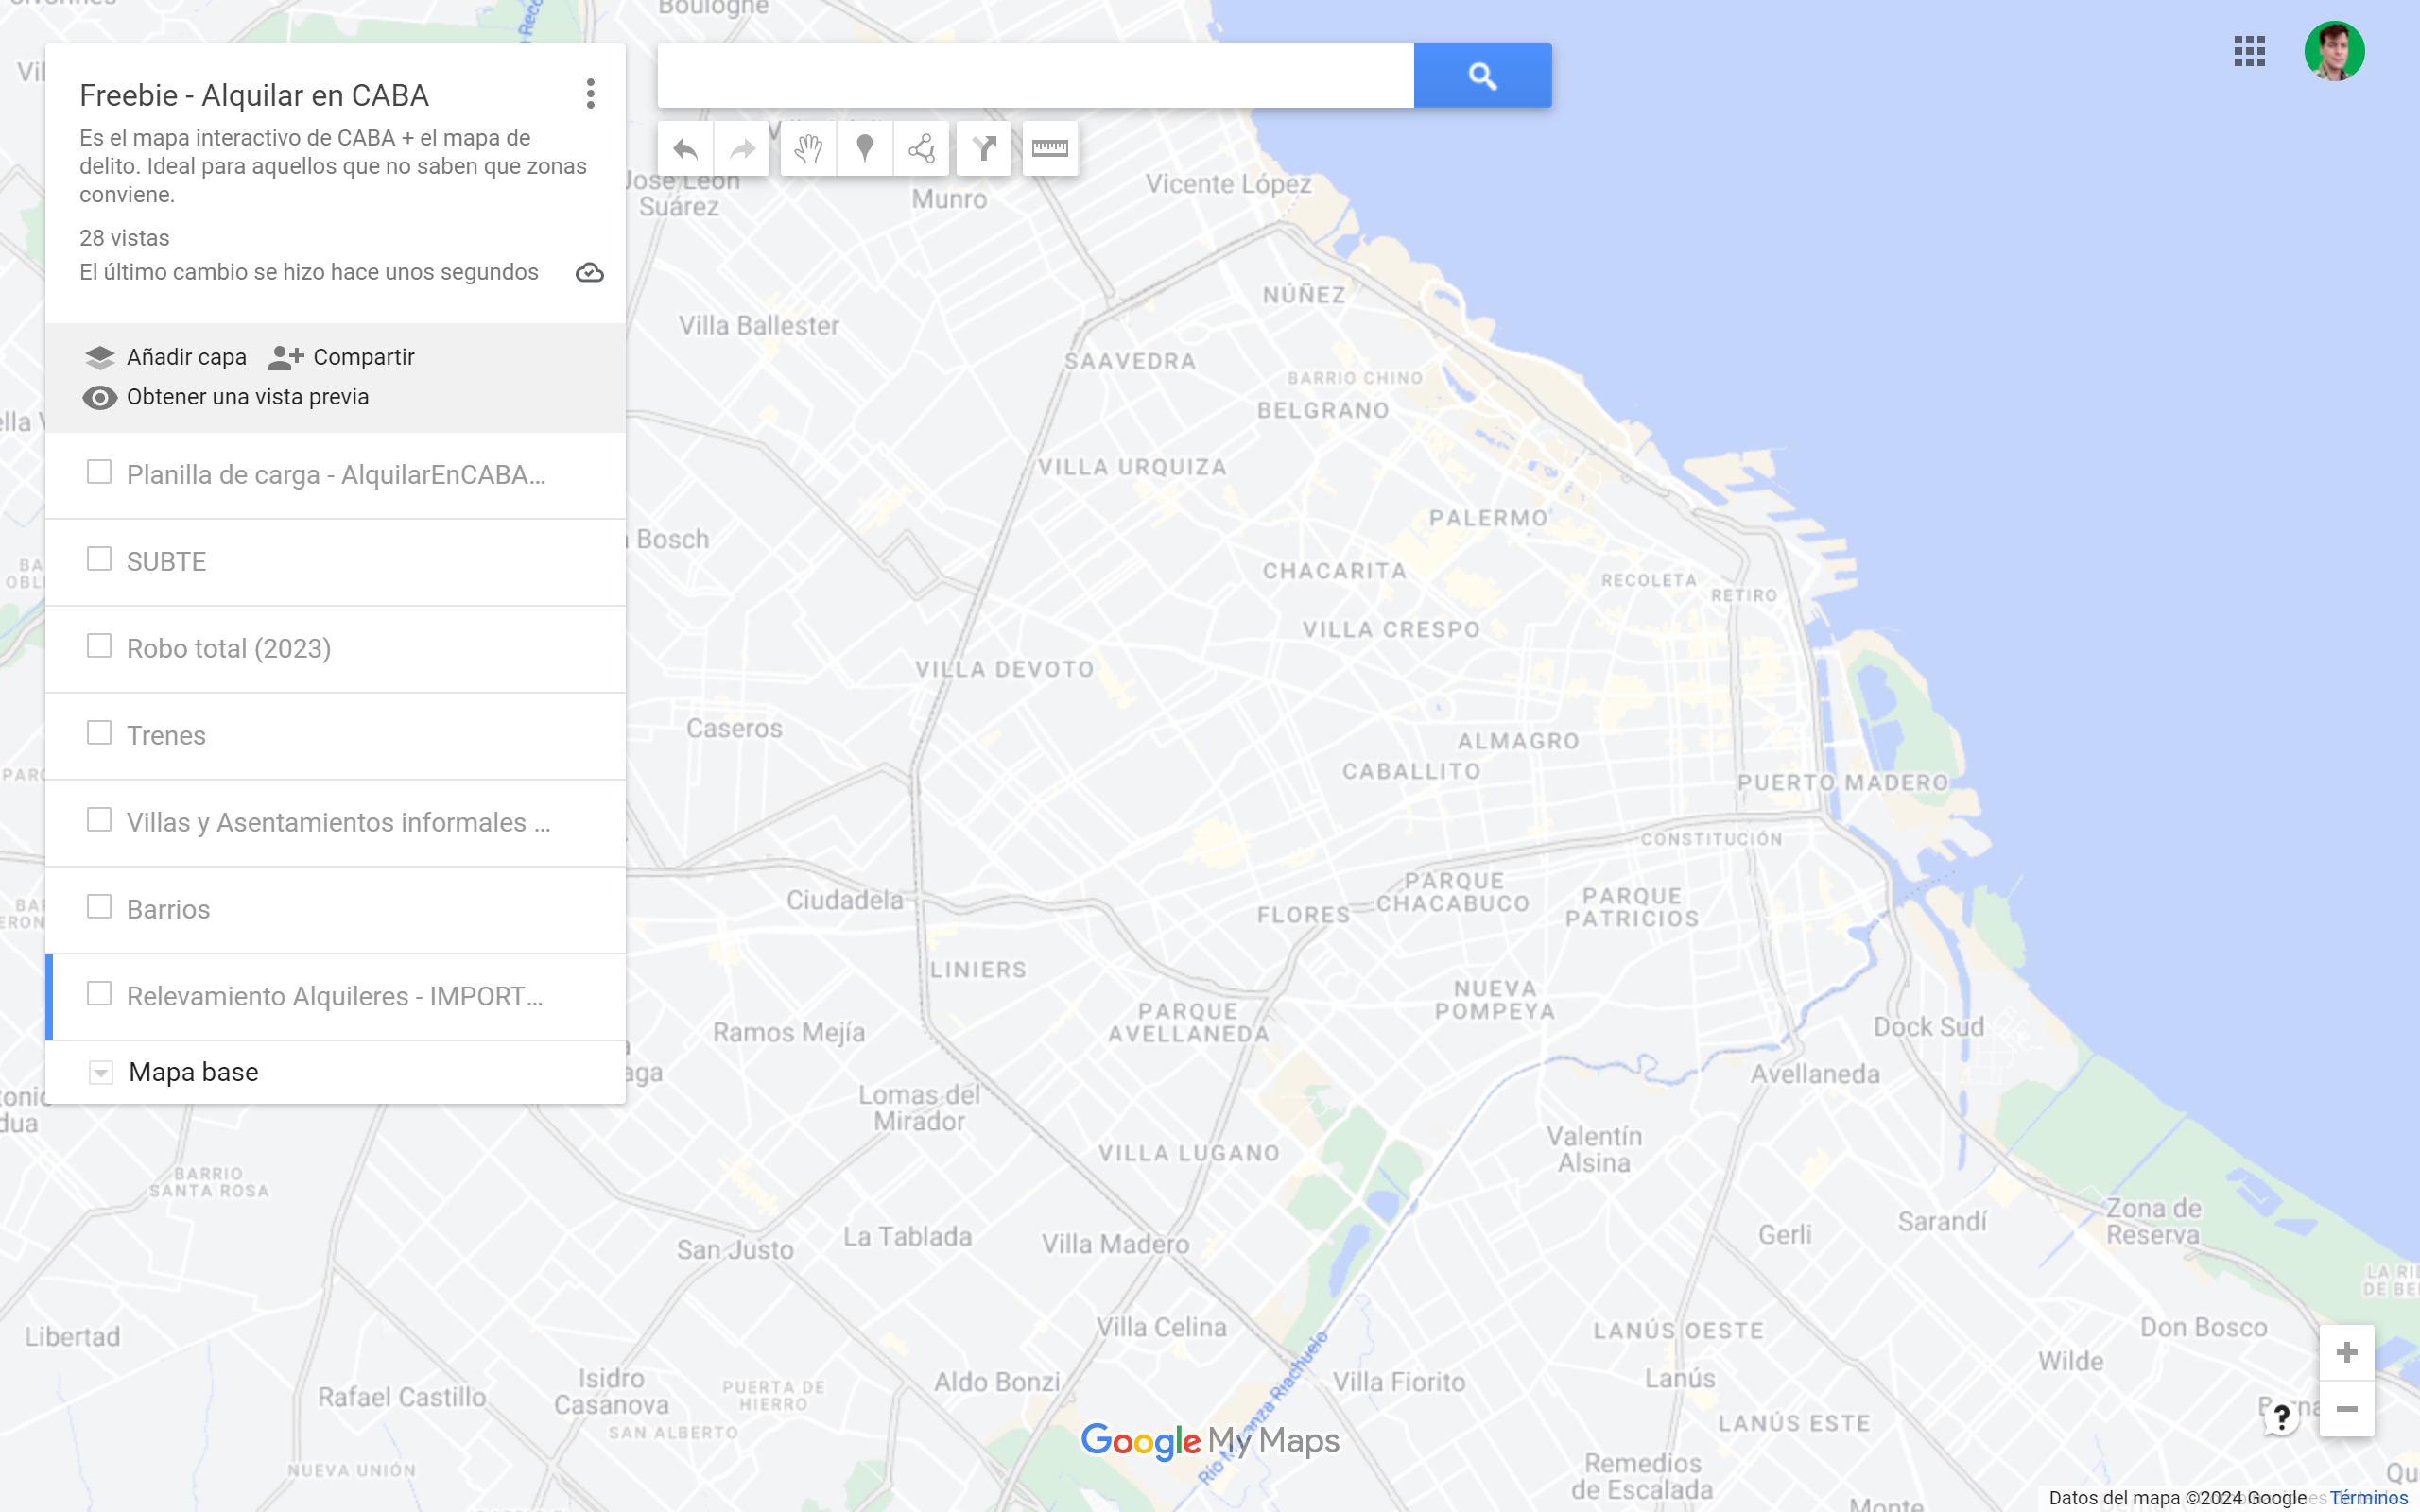 Boulogne
Freebie - Alquilar en CABA
Es el mapa interactivo de CABA + el mapa de
delito. Ideal para aquellos que no saben que zonas
conviene.
28 vistas
El último cambio se hizo hace unos segundos
Añadir capa
Compartir
Obtener una vista previa
Planilla de carga - AlquilarEnCABA...
SUBTE
Robo total (2023)
Trenes
Villas y Asentamientos informales ...
Barrios
Relevamiento Alquileres - IMPORT...
Mapa base
José León
Suárez
Munro
Vicente López
NÚÑEZ
Villa Ballester
SAAVEDRA
BARRIO CHINO
BELGRANO
VILLA URQUIZA
PALERMO
Bosch
CHACARITA
RECOLETA
RETIRO
VILLA CRESPO
VILLA DEVOTO
Caseros
ALMAGRO
CABALLITO
PUERTO MADERO
CONSTITUCIÓN
Ciudadela
PARQUE
CHACABUCO
PARQUE
PATRICIOS
FLORES
LINIERS
NUEVA
POMPEYA
PARQUE
AVELLANEDA
Ramos Mejía
Dock Sud
Avellaneda
Lomas del
Mirador
VILLA LUGANO
Valentín
Alsina
BARRIO
SANTA ROSA
Zona de
Reserva
Sarandí
Gerli
La Tablada
San Justo
Villa Madero
Villa Celina
LANÚS OESTE
Don Bosco
Libertad
Wilde
Isidro
Casanova
Rafael Castillo
PUERTA DE
HIERRO
Aldo Bonzi
Villa Fiorito
Lanús
SAN ALBERTO
LANÚS ESTE
Google My Maps
NUEVA UNIÓN
Remedios
de Escalada
Monte
Datos del mapa ©2024 Google
Términos